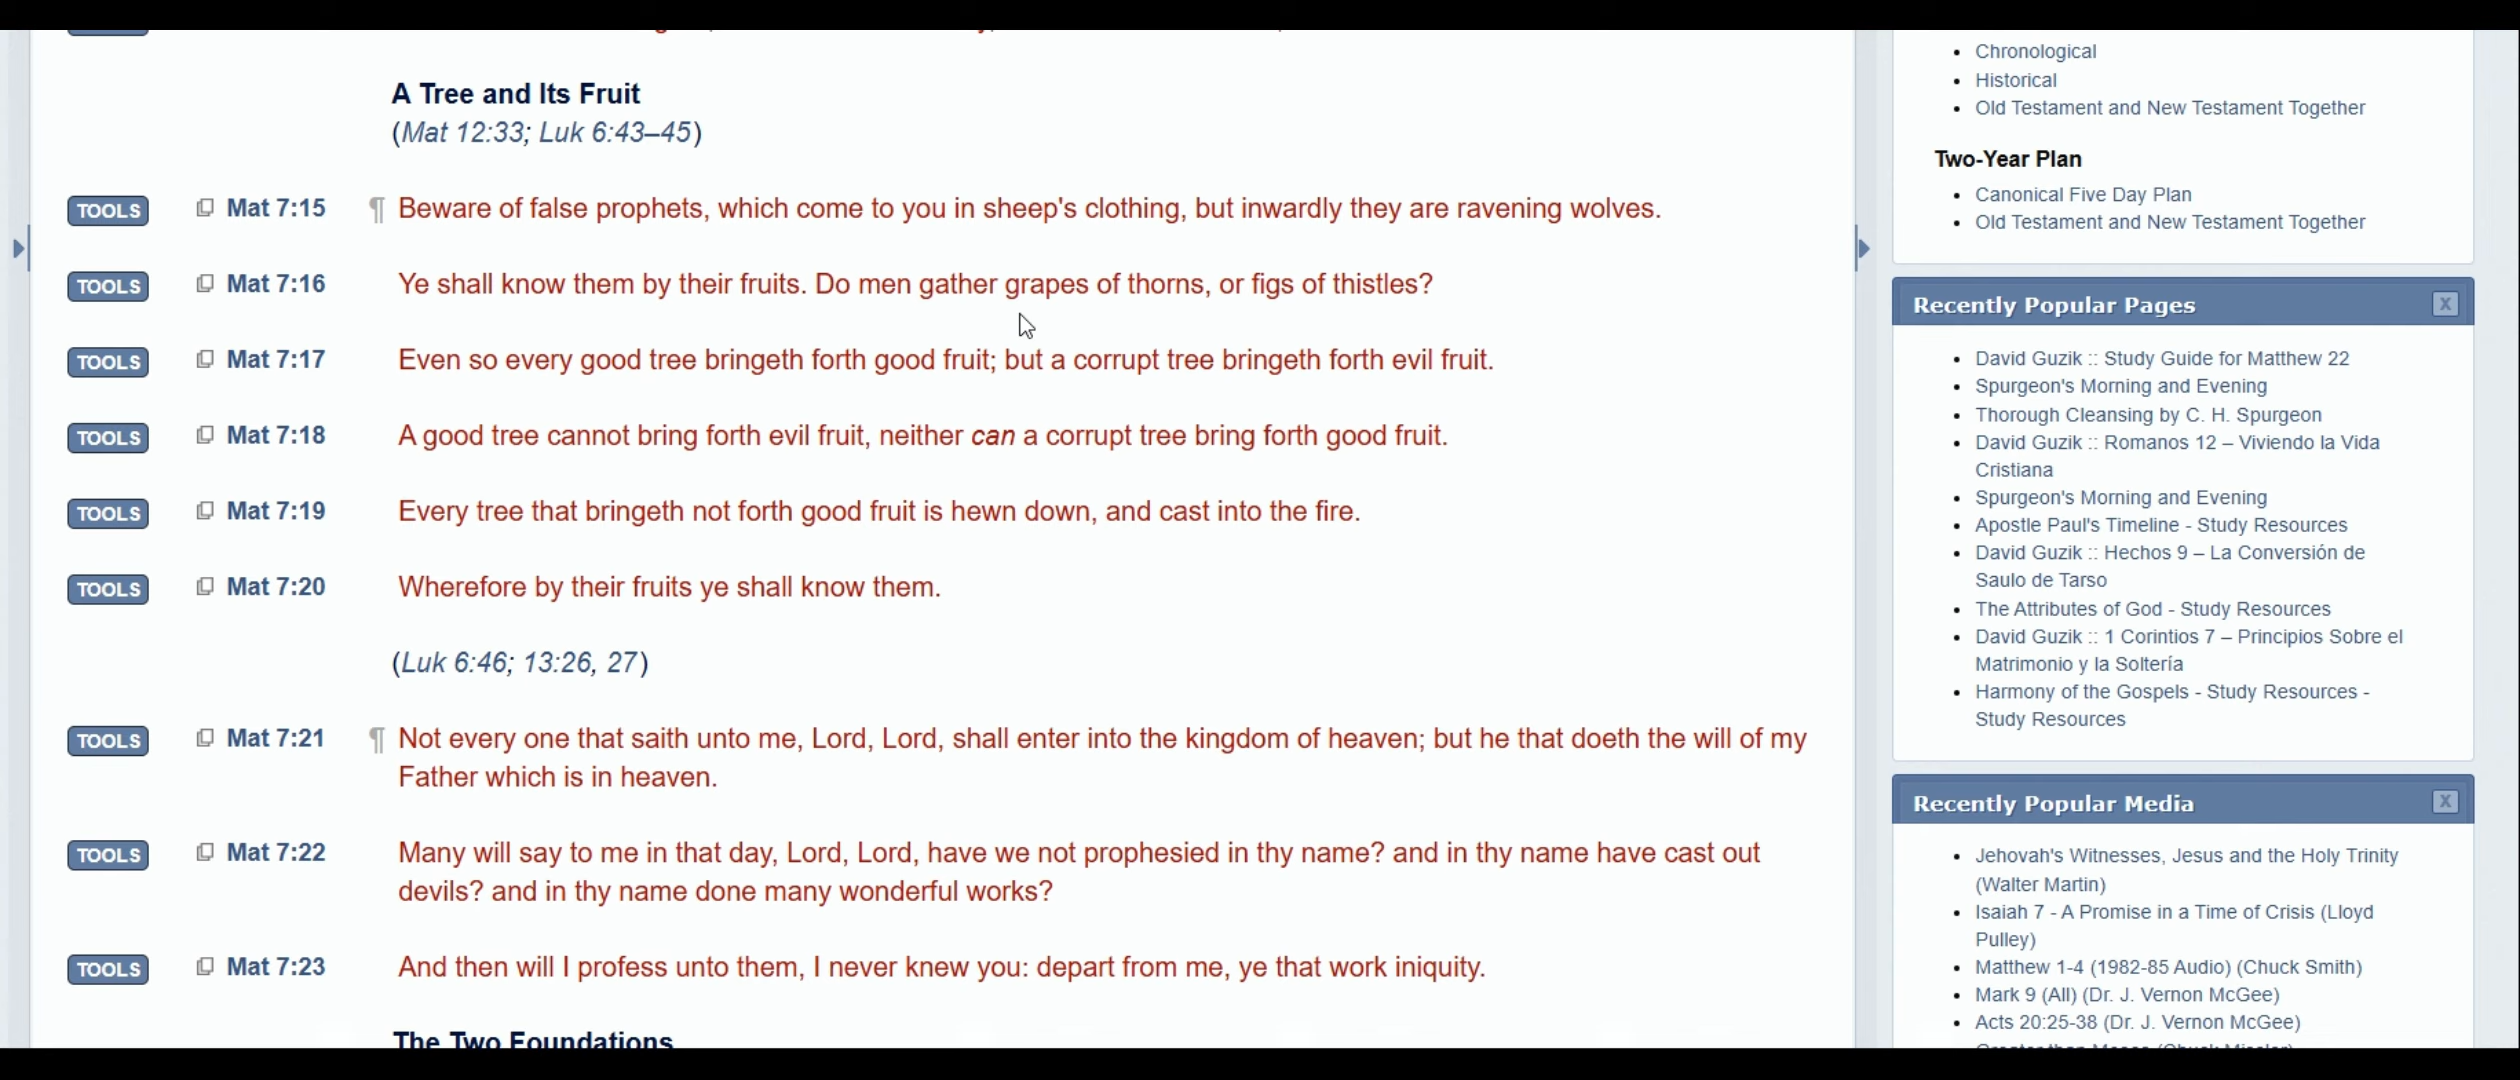 A Tree and Its Fruit
(Mat 12:33; Luk 6:43–45)
TOOLS Mat 7:15 ¶ Beware of false prophets, which come to you in sheep's clothing, but inwardly they are ravening wolves.
TOOLS Mat 7:16 Ye shall know them by their fruits. Do men gather grapes of thorns, or figs of thistles?
TOOLS Mat 7:17 Even so every good tree bringeth forth good fruit; but a corrupt tree bringeth forth evil fruit.
TOOLS Mat 7:18 A good tree cannot bring forth evil fruit, neither can a corrupt tree bring forth good fruit.
TOOLS Mat 7:19 Every tree that bringeth not forth good fruit is hewn down, and cast into the fire.
TOOLS Mat 7:20 Wherefore by their fruits ye shall know them.
(Luk 6:46; 13:26, 27)
TOOLS Mat 7:21 ¶ Not every one that saith unto me, Lord, Lord, shall enter into the kingdom of heaven; but he that doeth the will of my
Father which is in heaven.
TOOLS Mat 7:22 Many will say to me in that day, Lord, Lord, have we not prophesied in thy name? and in thy name have cast out
devils? and in thy name done many wonderful works?
TOOLS Mat 7:23 And then will I profess unto them, I never knew you: depart from me, ye that work iniquity.
The Two Foundations
• Chronological
• Historical
• Old Testament and New Testament Together
Two-Year Plan
• Canonical Five Day Plan
• Old Testament and New Testament Together
Recently Popular Pages X
• David Guzik :: Study Guide for Matthew 22
• Spurgeon's Morning and Evening
• Thorough Cleansing by C. H. Spurgeon
• David Guzik :: Romanos 12 – Viviendo la Vida
Cristiana
• Spurgeon's Morning and Evening
• Apostle Paul's Timeline - Study Resources
• David Guzik :: Hechos 9 – La Conversión de
Saulo de Tarso
• The Attributes of God - Study Resources
• David Guzik :: 1 Corintios 7 – Principios Sobre el
Matrimonio y la Soltería
• Harmony of the Gospels - Study Resources -
Study Resources
Recently Popular Media X
• Jehovah's Witnesses, Jesus and the Holy Trinity
(Walter Martin)
• Isaiah 7 - A Promise in a Time of Crisis (Lloyd
Pulley)
• Matthew 1-4 (1982-85 Audio) (Chuck Smith)
• Mark 9 (All) (Dr. J. Vernon McGee)
• Acts 20:25-38 (Dr. J. Vernon McGee)